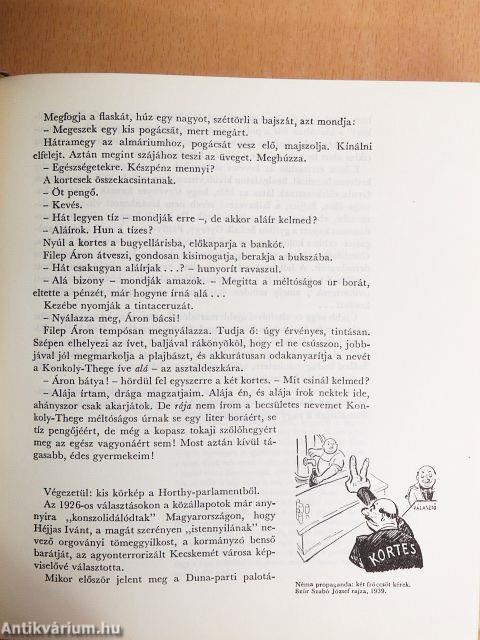 Megfogja a flaskát, húz egy nagyot, széttörli a bajszát, azt mondja:
– Megeszek egy kis pogácsát, mert megárt.
Hátramegy az almáriumhoz, pogácsát vesz elő, majszolja. Kínálni
elfelejt. Aztán megint szájához teszi az üveget. Meghúzza.
– Egészségetekre. Készpénz mennyi?
A kortesek összekacsintanak.
– Öt pengő.
– Kevés.
– Hát legyen tíz – mondják erre –, de akkor aláír kelmed?
– Aláírok. Hun a tízes?
Nyúl a kortes a bugyellárisba, előkaparja a bankót.
Filep Áron átveszi, gondosan kisimogatja, berakja a bukszába.
– Hát csakugyan aláírjak . . .? – hunyorít ravaszul.
– Alá bizony – mondják amazok. – Megitta a méltóságos úr borát,
eltette a pénzét, már hogyne írná alá . . .
Kezébe nyomják a tintaceruzát.
– Nyálazza meg, Áron bácsi!
Filep Áron tempósan megnyálazza. Tudja ő: úgy érvényes, tintásan.
Szépen elhelyezi az ívet, baljával rákönyököl, hogy el ne csússzon, jobb-
jával jól megmarkolja a plajbászt, és akkurátusan odakanyarítja a nevét
a Konkoly-Thege íve alá – az asztaldeszkára.
– Áron bátya! – hördül fel egyszerre a két kortes. – Mit csinál kelmed?
– Alája írtam, drága magzatjaim. Alája én, és alája írok nektek ide,
ahányszor csak akarjátok. De rája nem írom a becsületes nevemet Kon-
koly-Thege méltóságos úrnak se egy liter boráért, se
tíz pengőjéért, de még a kopasz tokaji szőlőhegyért
meg az egész vagyonáért sem! Most aztán kívül tá-
gasabb, édes gyermekeim!
Végezetül: kis körkép a Horthy-parlamentből.
Az 1926-os választásokon a közállapotok már any-
nyira „konszolidálódtak” Magyarországon, hogy
Héjjas Ivánt, a magát szerényen „istennyilának” ne-
vező orgoványi tömeggyilkost, a kormányzó benső
barátját, az agyonterrorizált Kecskemét városa kép-
viselővé választotta.
Mikor először jelent meg a Duna-parti palotá-
VÁLASZTÓ
KORTES
Néma propaganda: két fröccsöt kérek.
Szűr Szabó József rajza, 1939.
Antikvárium.hu